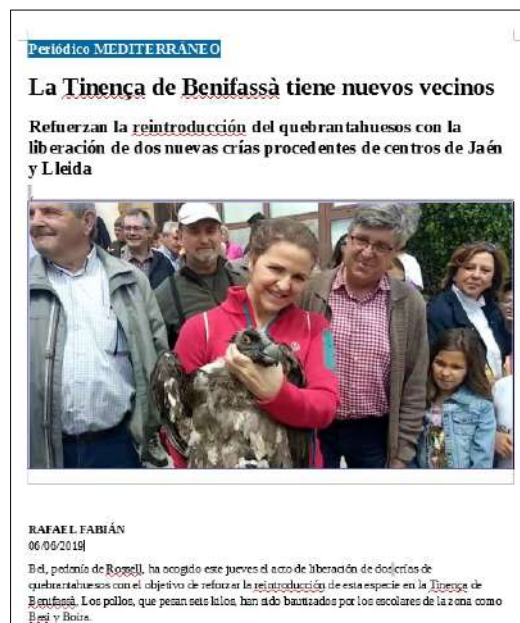 Periódico MEDITERRÁNEO
La Tinença de Benifassà tiene nuevos vecinos
Refuerzan la reintroducción del quebrantahuesos con la
liberación de dos nuevas crías procedentes de centros de Jaén
y Lleida
RAFAEL FABIÁN
06/06/2019
Bel, pedanía de Rossell, ha acogido este jueves el acto de liberación de dos crías de
quebrantahuesos con el objetivo de reforzar la reintroducción de esta especie en la Tinença de
Benifassà. Los pollos, que pesan seis kilos, han sido bautizados por los escolares de la zona como
Besi y Boira.